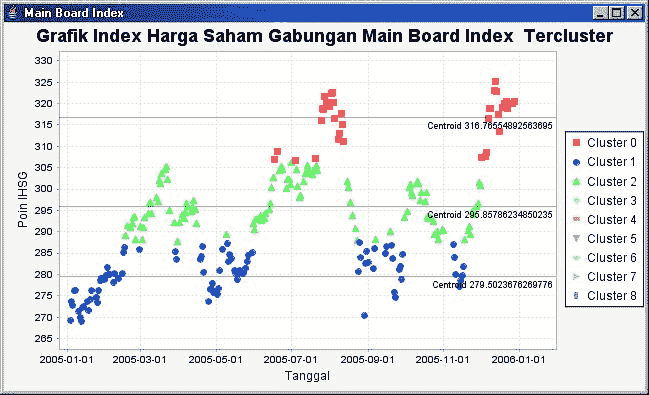 Main Board Index
Grafik Index Harga Saham Gabungan Main Board Index Tercluster
Poin IHSG
330
325
320
315
310
305
300
295
290
285
280
275
270
265
Centroid 316.76554892563695
Centroid 295.85786234850235
Centroid 279.5023676269776
2005-01-01
2005-03-01
2005-05-01
2005-07-01
2005-09-01
2005-11-01
2006-01-01
Tanggal
Cluster 0
Cluster 1
Cluster 2
Cluster 3
Cluster 4
Cluster 5
Cluster 6
Cluster 7
Cluster 8